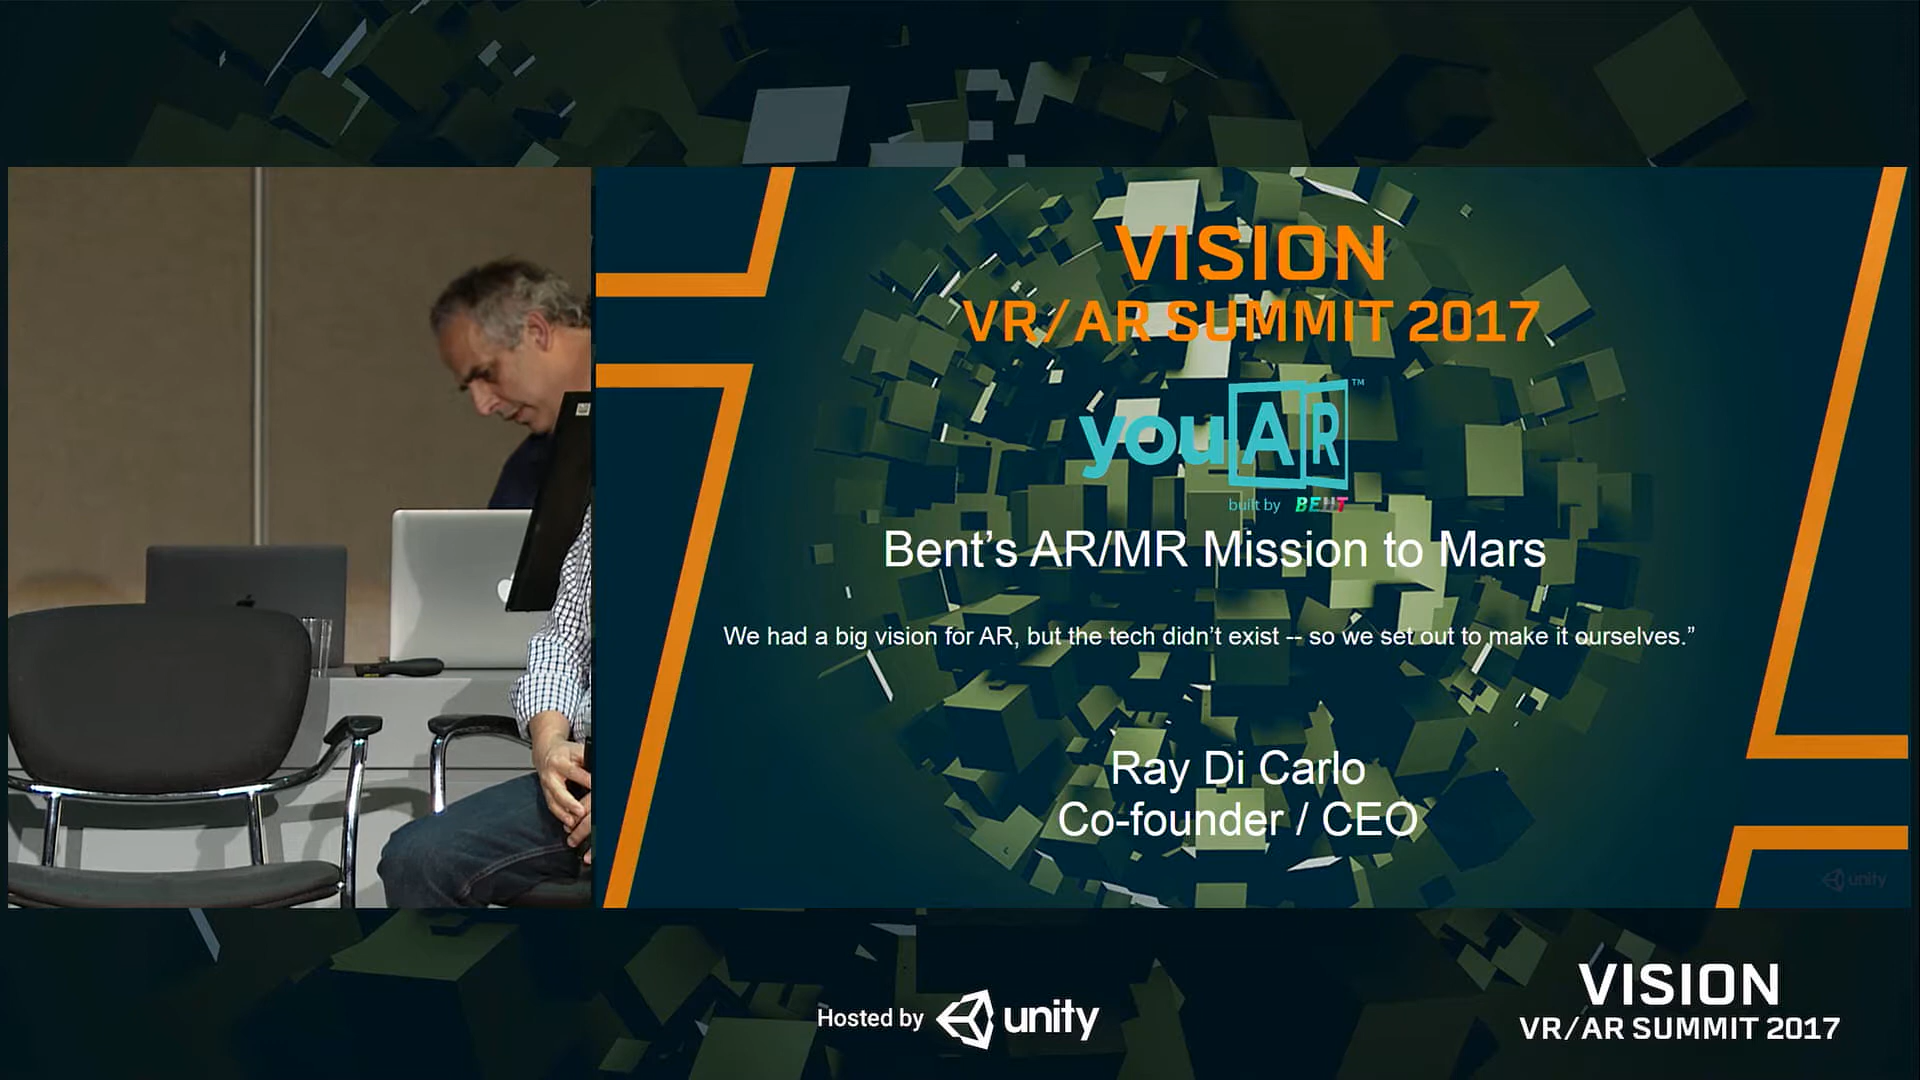 VISION
VR/AR SUMMIT 2017
youAR™
built by BENT
Bent’s AR/MR Mission to Mars
We had a big vision for AR, but the tech didn’t exist -- so we set out to make it ourselves.”
Ray Di Carlo
Co-founder / CEO
unity
Hosted by unity
VISION
VR/AR SUMMIT 2017